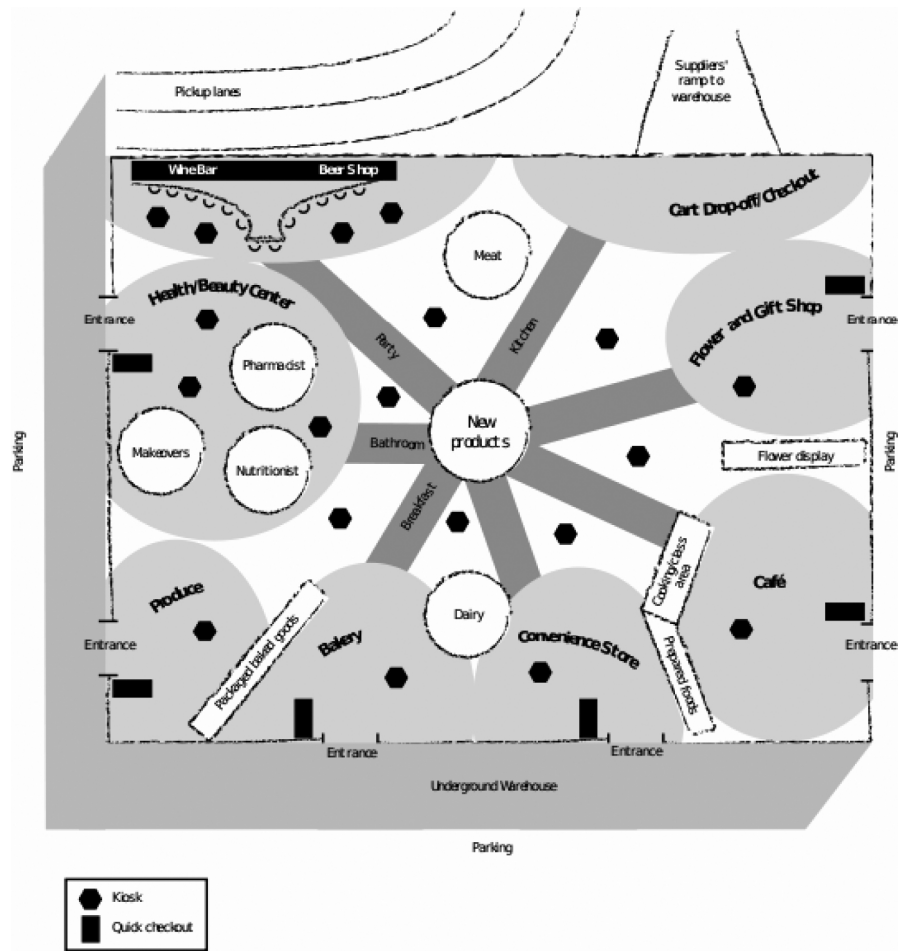 Pickup lanes
Suppliers'
ramp to
warehouse
Wine Bar
Beer Shop
Cart Drop-off/Checkout
Meat
Health/Beauty Center
Flower and Gift Shop
Entrance
Entrance
Party
Kitchen
Pharmacist
New
products
Bathroom
Makeovers
Nutritionist
Flower display
Parking
Parking
Breakfast
Cooking/class
area
Café
Produce
Dairy
Packaged baked goods
Bakery
Convenience Store
Prepared foods
Entrance
Entrance
Entrance
Entrance
Underground Warehouse
Parking
Kiosk
Quick checkout